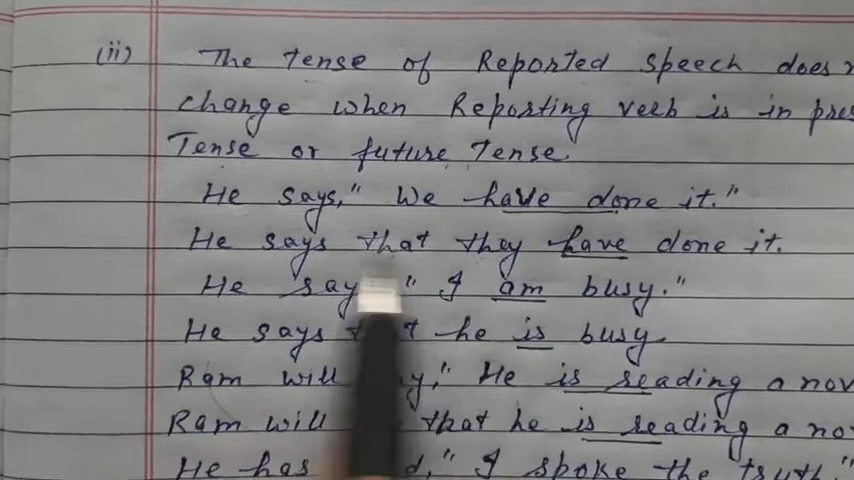 (ii) The tense of Reported speech does
change when Reporting verb is in
Tense or future Tense.
He says," We have done it."
He says that they have done it.
He say " I am busy."
He says he is busy.
Ram will " He is reading a
Ram will that he is reading a
He has " I spoke the truth."